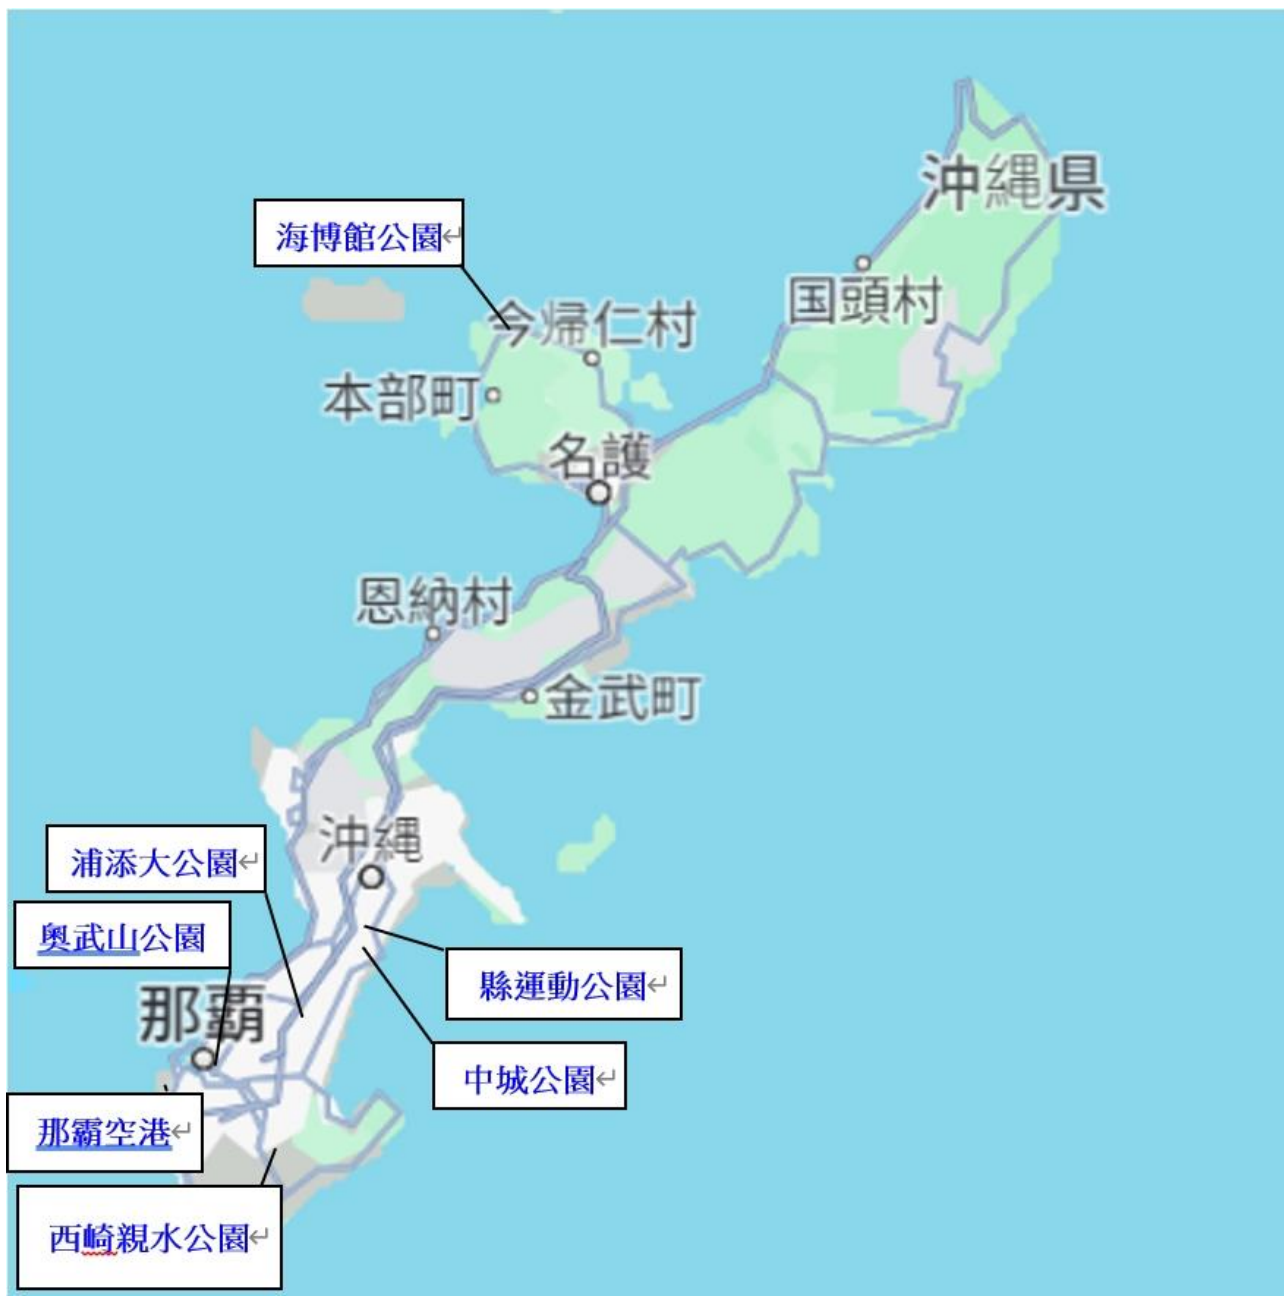 沖縄県
海博館公園
国頭村
今帰仁村
本部町
名護
恩納村
金武町
沖縄
浦添大公園
奧武山公園
縣運動公園
那覇
中城公園
那霸空港
西崎親水公園